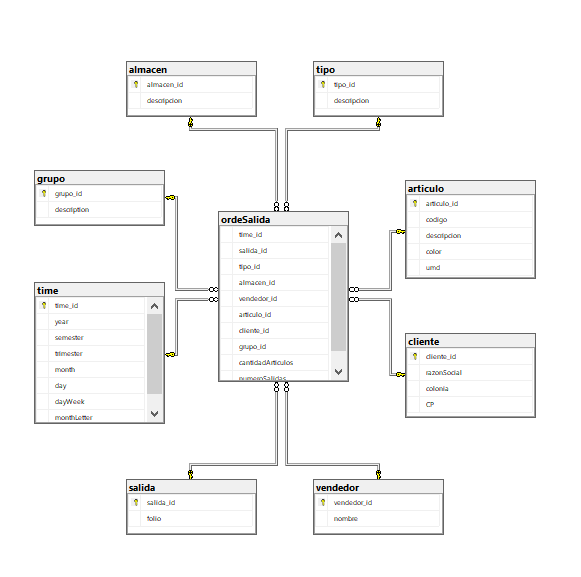 almacen
almacen_id
descripcion
tipo
tipo_id
descripcion
grupo
grupo_id
description
articulo
articulo_id
codigo
descripcion
color
umd
ordeSalida
time_id
salida_id
tipo_id
almacen_id
vendedor_id
articulo_id
cliente_id
grupo_id
cantidadArticulos
numeroSalidas
time
time_id
year
semester
trimester
month
day
dayWeek
monthLetter
cliente
cliente_id
razonSocial
colonia
CP
salida
salida_id
folio
vendedor
vendedor_id
nombre